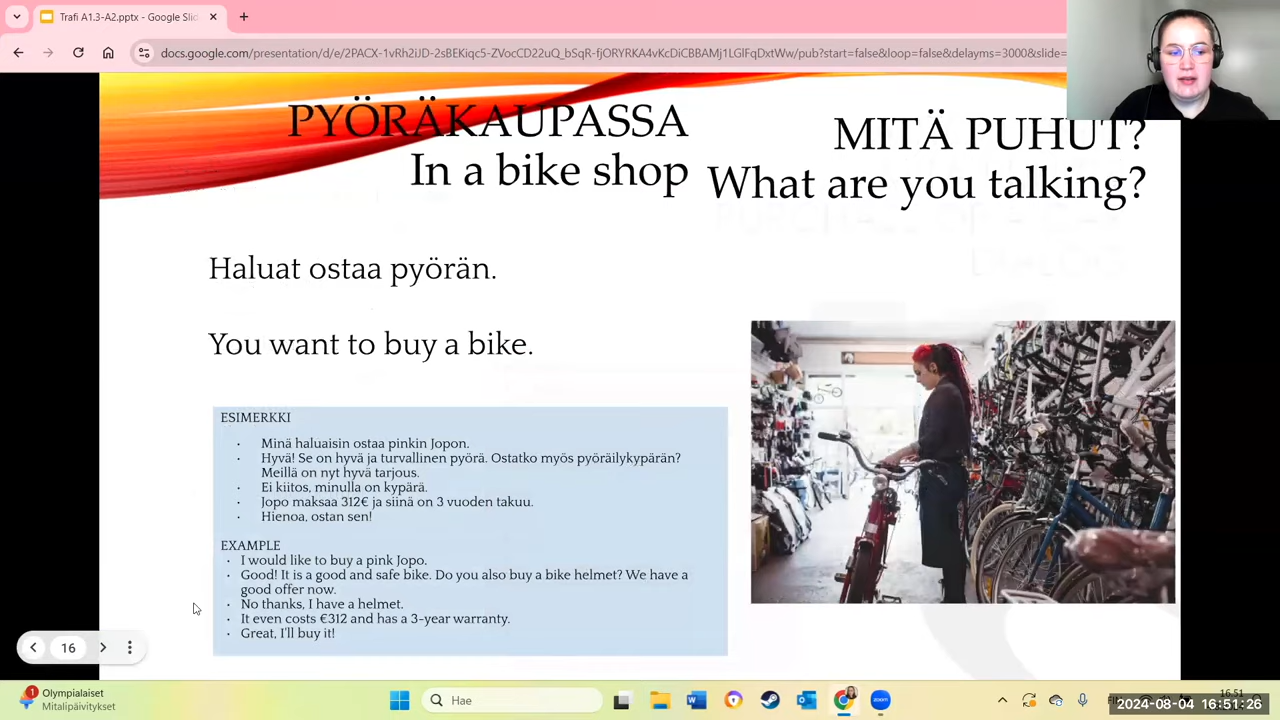 Trafi A1.3-A2.pptx - Google Slid
docs.google.com/presentation/d/e/2PACX-1vRh2iJD-2sBEKiqc5-ZVocCD22uQ_bSqR-fjORYRKA4vKcDiCBBAMj1LGlFqDxtWw/pub?start=false&loop=false&delayms=3000&slide=
PYÖRÄKAUPASSA
In a bike shop
MITÄ PUHUT?
What are you talking?
Haluat ostaa pyörän.
You want to buy a bike.
ESIMERKKI
· Minä haluaisin ostaa pinkin Jopon.
· Hyvä! Se on hyvä ja turvallinen pyörä. Ostatko myös pyöräilykypärän?
Meillä on nyt hyvä tarjous.
· Ei kiitos, minulla on kypärä.
· Jopo maksaa 312€ ja siinä on 3 vuoden takuu.
· Hienoa, ostan sen!
EXAMPLE
· I would like to buy a pink Jopo.
· Good! It is a good and safe bike. Do you also buy a bike helmet? We have a
good offer now.
· No thanks, I have a helmet.
· It even costs €312 and has a 3-year warranty.
· Great, I'll buy it!
16
1
Olympialaiset
Mitalipäivitykset
Hae
zoom
16.51
2024-08-04 16:51:26